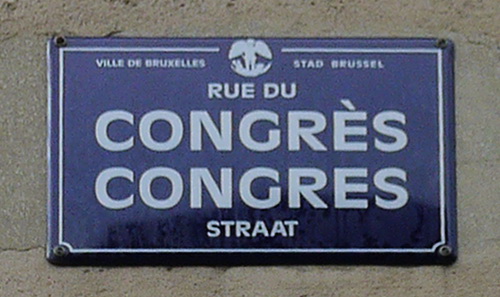 VILLE DE BRUXELLES STAD BRUSSEL
RUE DU
CONGRÈS
CONGRES
STRAAT